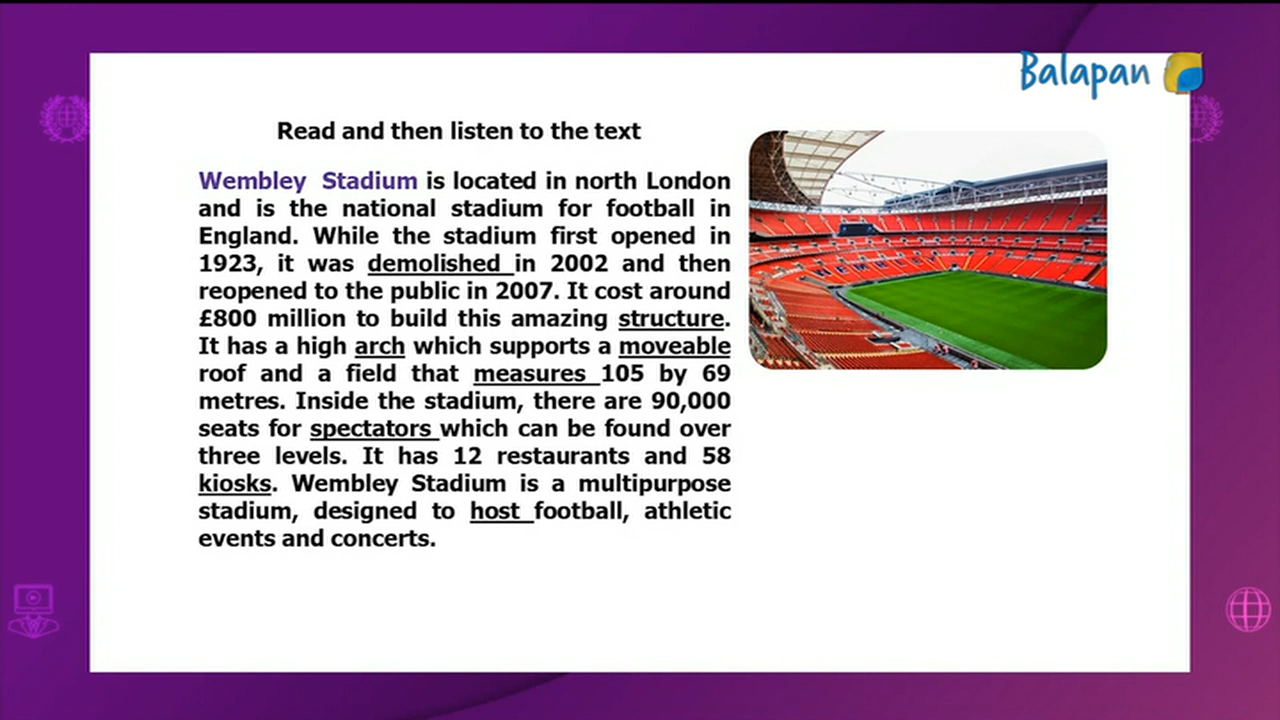 Balapan
Read and then listen to the text
Wembley Stadium is located in north London
and is the national stadium for football in
England. While the stadium first opened in
1923, it was demolished in 2002 and then
reopened to the public in 2007. It cost around
£800 million to build this amazing structure.
It has a high arch which supports a moveable
roof and a field that measures 105 by 69
metres. Inside the stadium, there are 90,000
seats for spectators which can be found over
three levels. It has 12 restaurants and 58
kiosks. Wembley Stadium is a multipurpose
stadium, designed to host football, athletic
events and concerts.